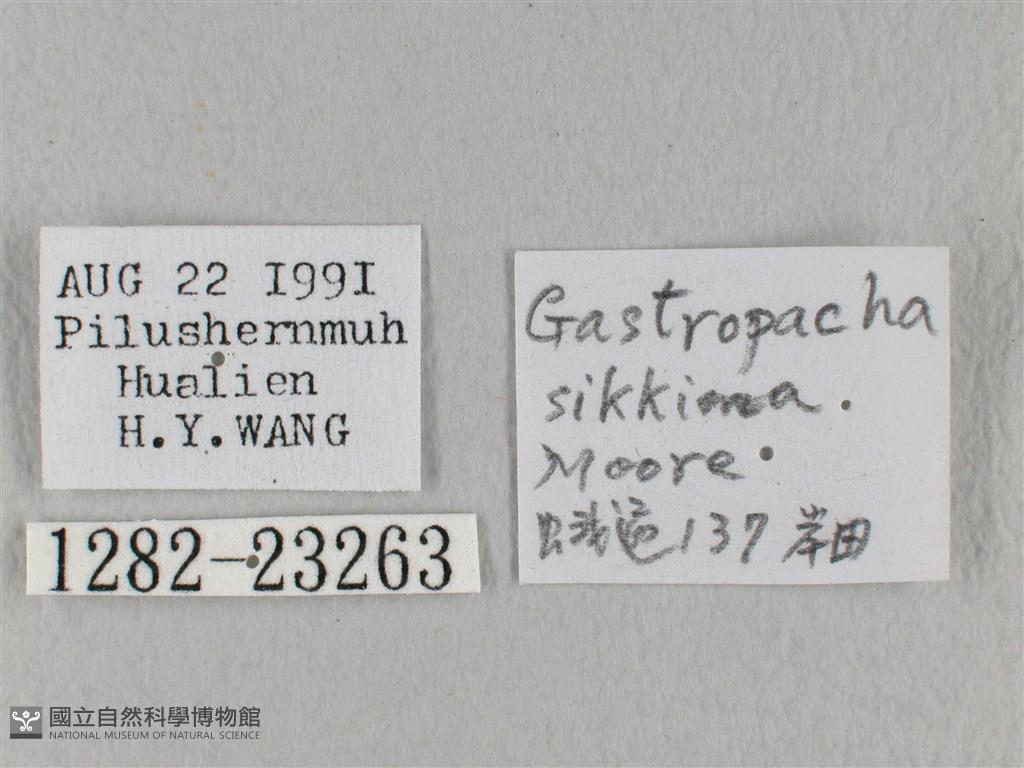 AUG 22 1991
Pilushernmuh
Hualien
H.Y.WANG
1282-23263
Gastropacha
sikkima
Moore
137 岸田
國立自然科學博物館
NATIONAL MUSEUM OF NATURAL SCIENCE